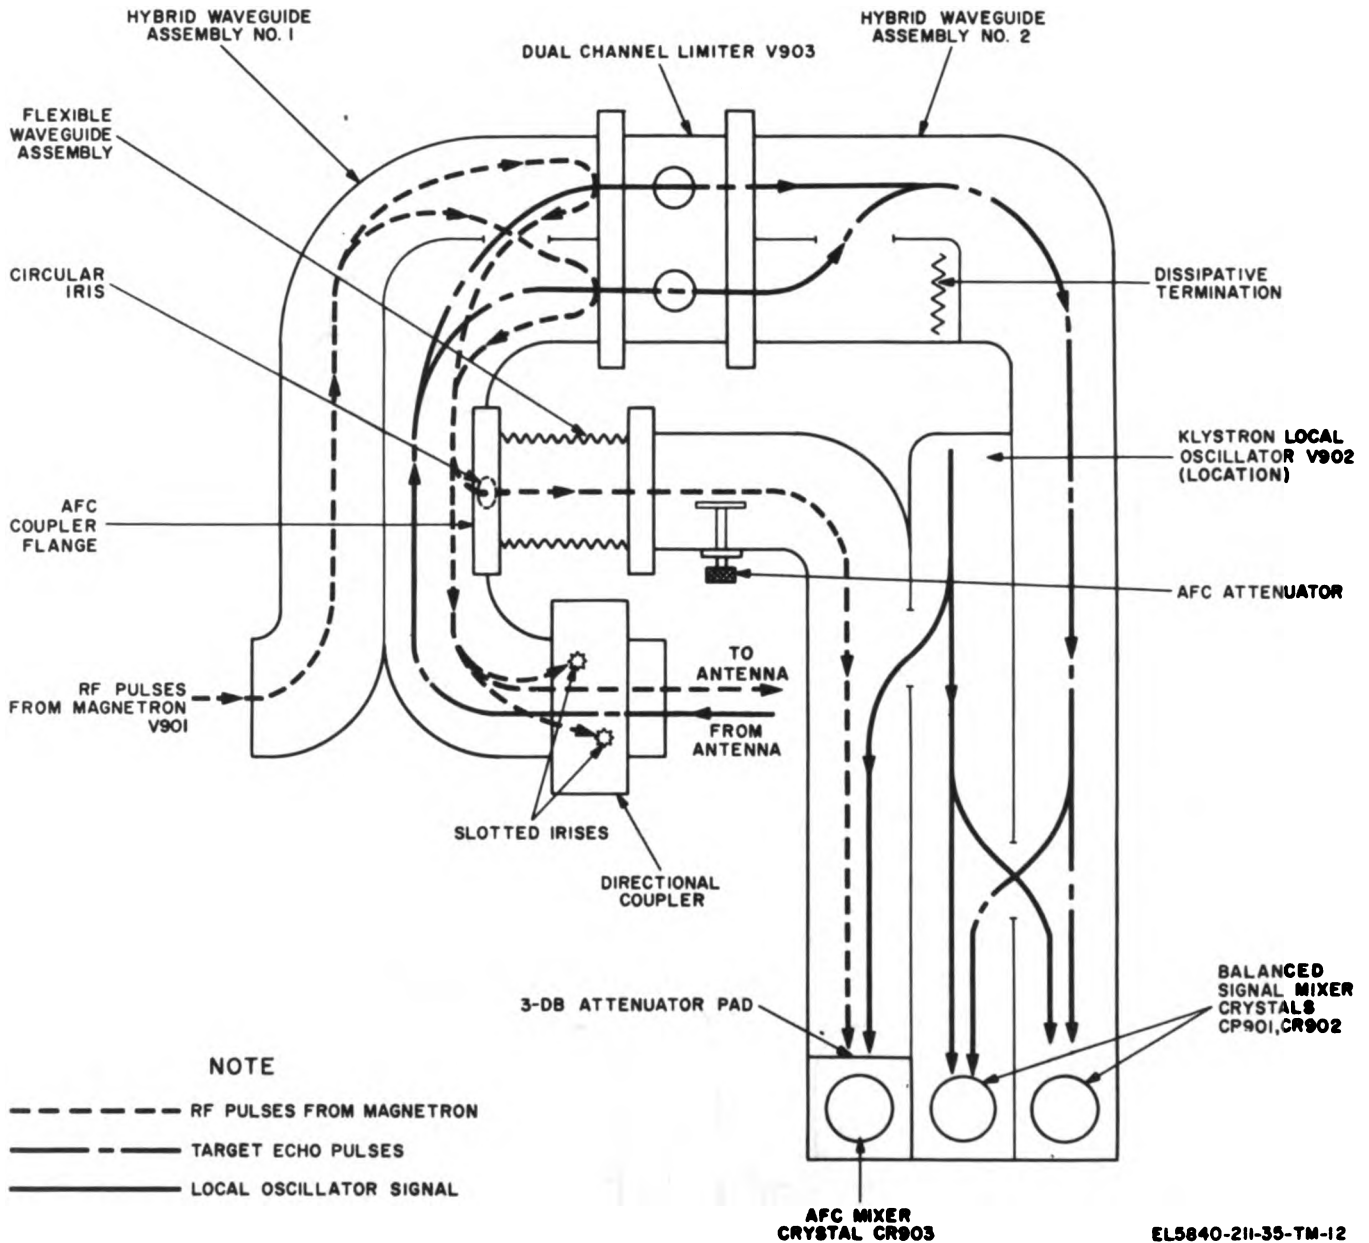 HYBRID WAVEGUIDE
ASSEMBLY NO. 1
HYBRID WAVEGUIDE
ASSEMBLY NO. 2
DUAL CHANNEL LIMITER V903
FLEXIBLE
WAVEGUIDE
ASSEMBLY
CIRCULAR
IRIS
DISSIPATIVE
TERMINATION
KLYSTRON LOCAL
OSCILLATOR V902
(LOCATION)
AFC
COUPLER
FLANGE
AFC ATTENUATOR
TO
ANTENNA
RF PULSES
FROM MAGNETRON
V901
FROM
ANTENNA
SLOTTED IRISES
DIRECTIONAL
COUPLER
3-DB ATTENUATOR PAD
BALANCED
SIGNAL MIXER
CRYSTALS
CP901,CR902
NOTE
RF PULSES FROM MAGNETRON
TARGET ECHO PULSES
LOCAL OSCILLATOR SIGNAL
AFC MIXER
CRYSTAL CR903
EL5840-211-35-TM-12